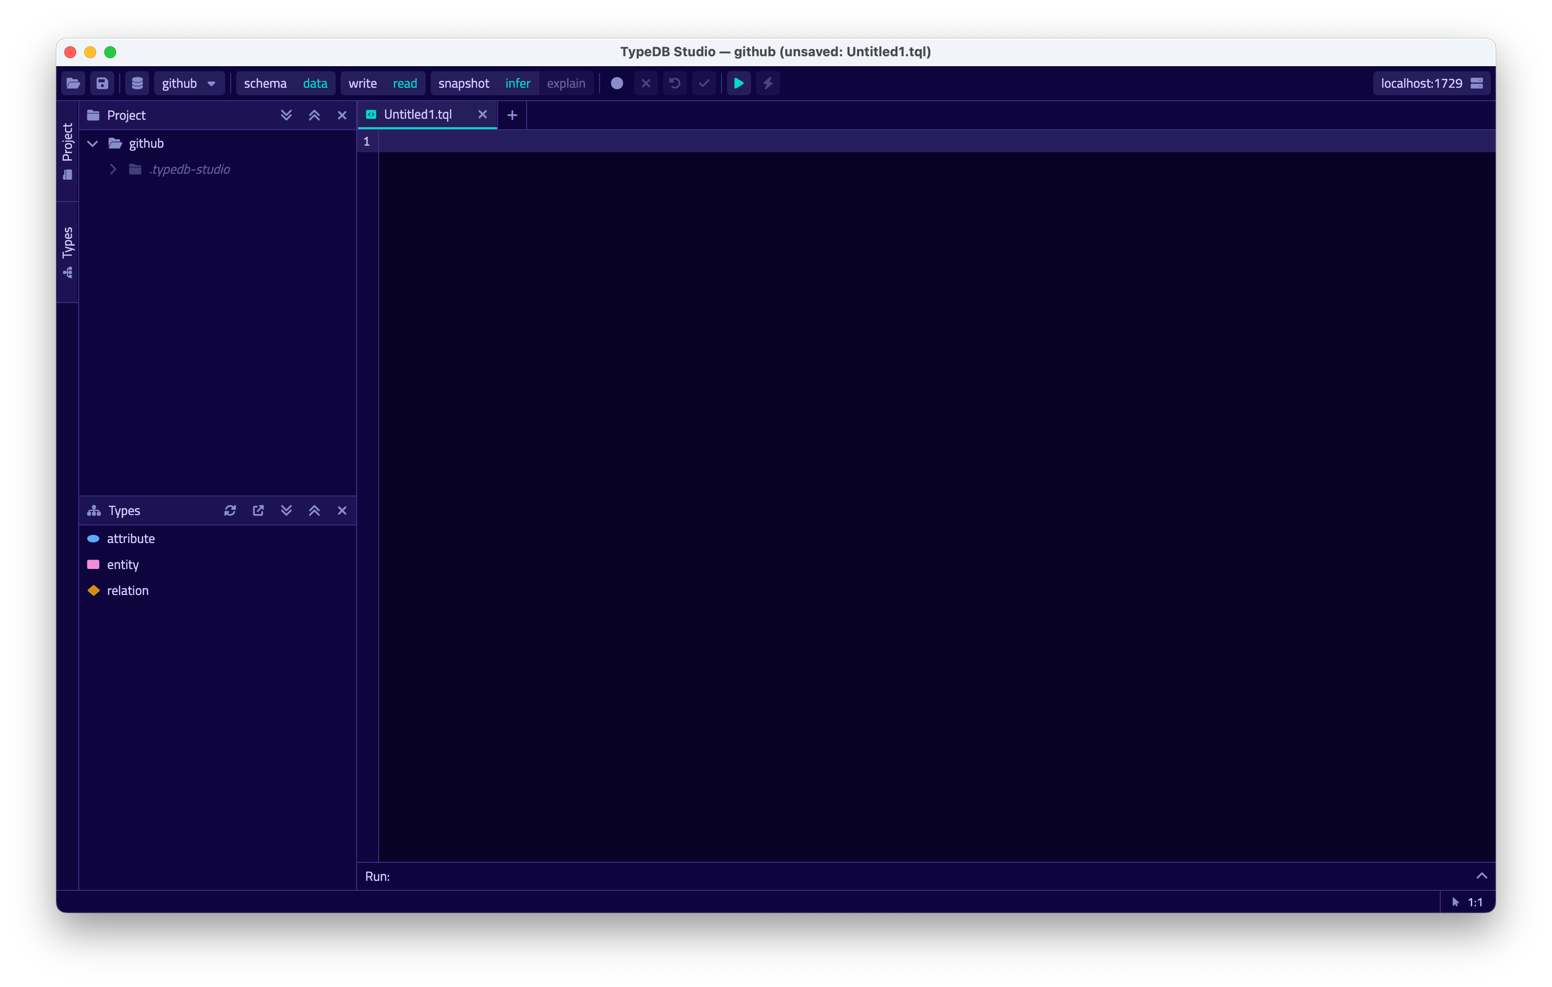 TypeDB Studio — github (unsaved: Untitled1.tql)
github schema data write read snapshot infer explain localhost:1729
Project
Types
Project
github
.typedb-studio
Types
attribute
entity
relation
Untitled1.tql
1
Run:
1:1